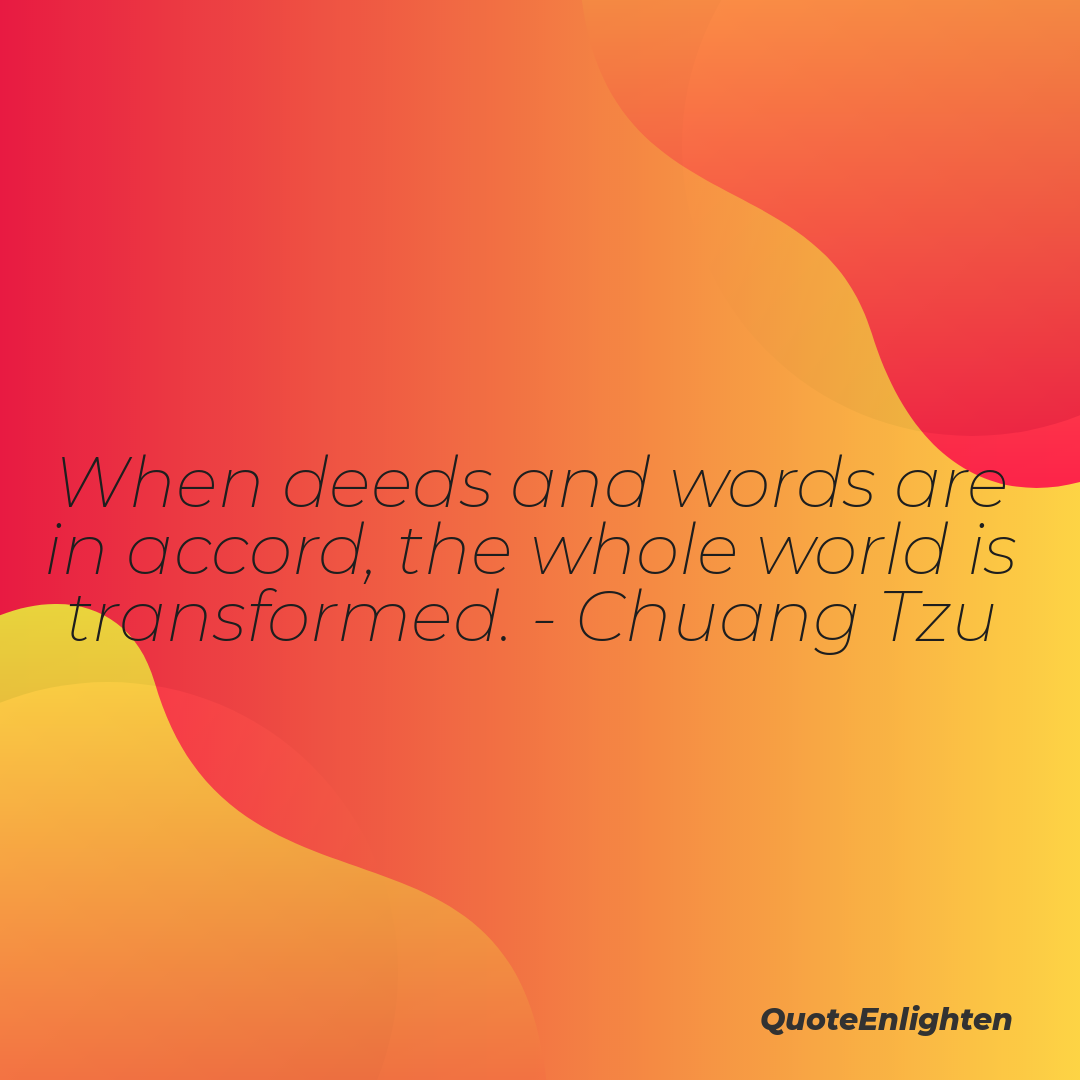 When deeds and words are
in accord, the whole world is
transformed. - Chuang Tzu
QuoteEnlighten